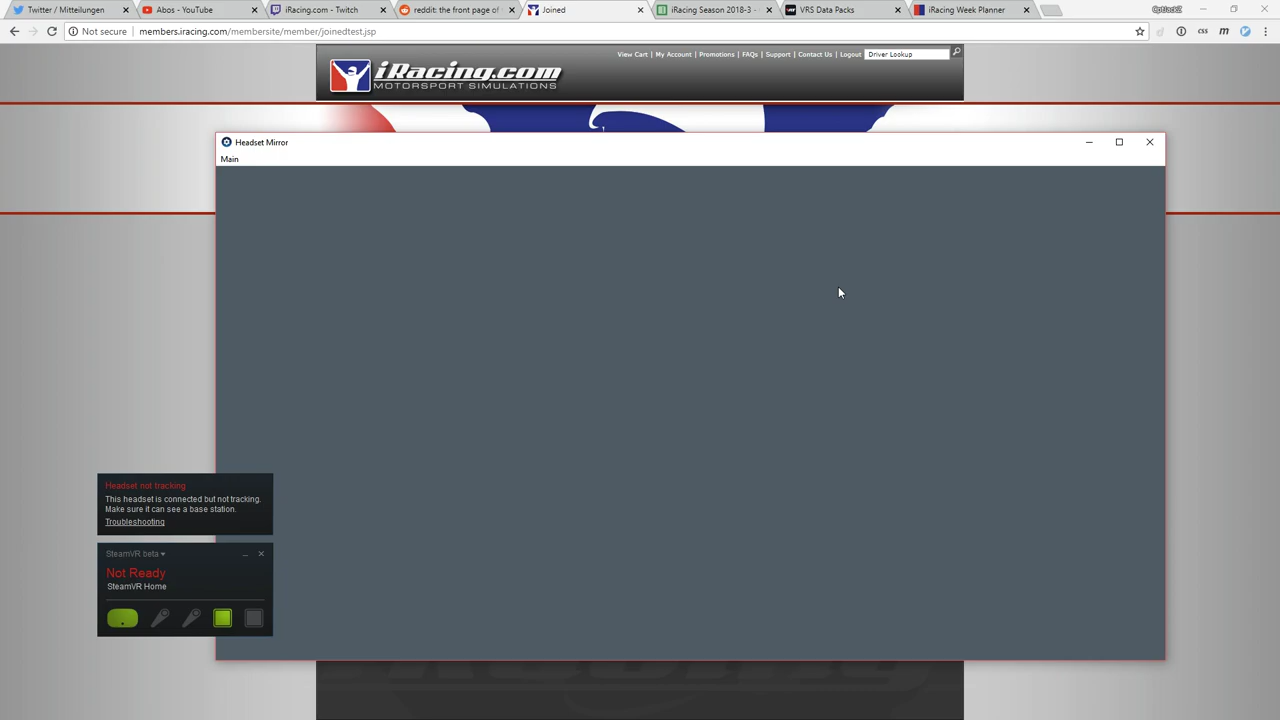 Twitter / Mitteilungen
Abos - YouTube
iRacing.com - Twitch
reddit: the front page of
Joined
iRacing Season 2018-3 -
VRS Data Packs
iRacing Week Planner
Not secure
members.iracing.com/membersite/member/joinedtest.jsp
View Cart | My Account | Promotions | FAQs | Support | Contact Us | Logout
Driver Lookup
iRacing.com
MOTORSPORT SIMULATIONS
Headset Mirror
Main
Headset not tracking
This headset is connected but not tracking.
Make sure it can see a base station.
Troubleshooting
SteamVR beta
Not Ready
SteamVR Home